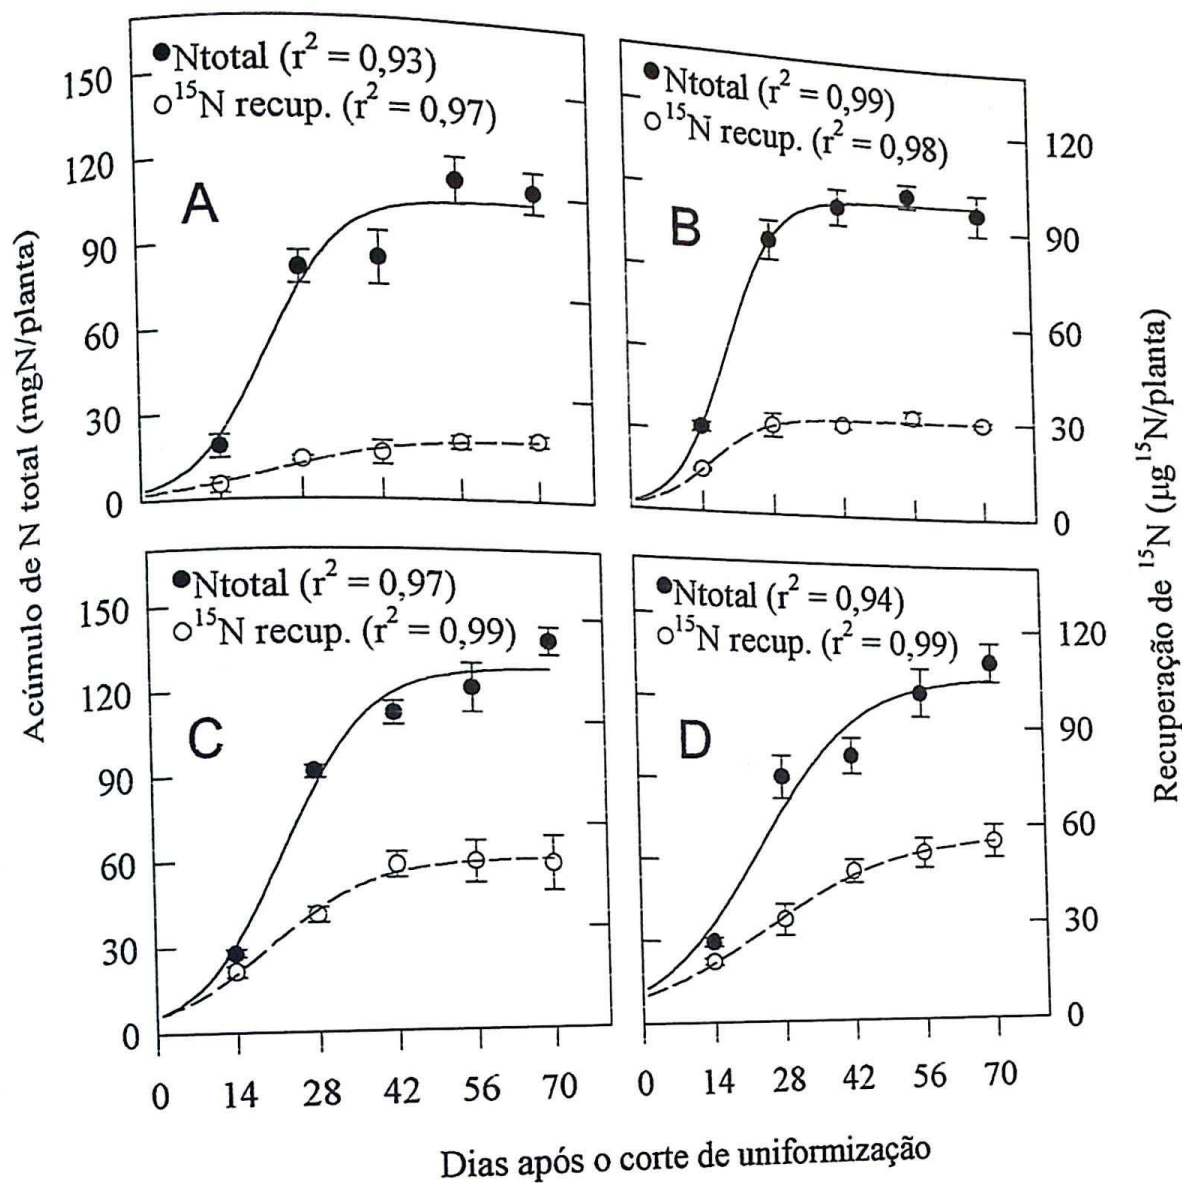 Acúmulo de N total (mgN/planta)
150
120
90
60
30
0
●Ntotal (r² = 0,93)
○ ¹⁵N recup. (r² = 0,97)
A
●Ntotal (r² = 0,99)
○ ¹⁵N recup. (r² = 0,98)
B
120
90
60
30
0
150
120
90
60
30
0
●Ntotal (r² = 0,97)
○ ¹⁵N recup. (r² = 0,99)
C
●Ntotal (r² = 0,94)
○ ¹⁵N recup. (r² = 0,99)
D
120
90
60
30
0
Recuperação de ¹⁵N (µg ¹⁵N/planta)
0 14 28 42 56 70
0 14 28 42 56 70
Dias após o corte de uniformização